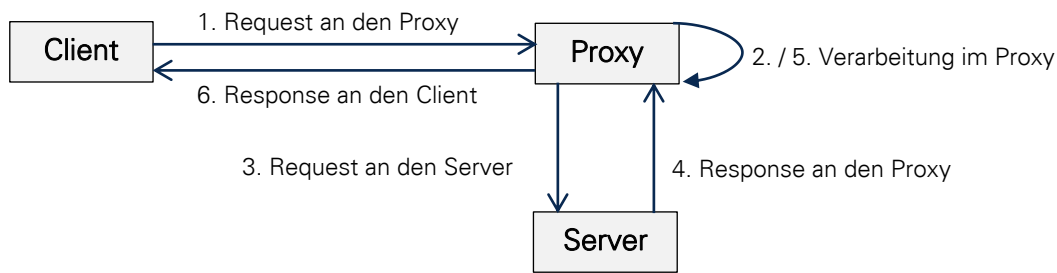 1. Request an den Proxy
Client
Proxy
2. / 5. Verarbeitung im Proxy
6. Response an den Client
3. Request an den Server
4. Response an den Proxy
Server